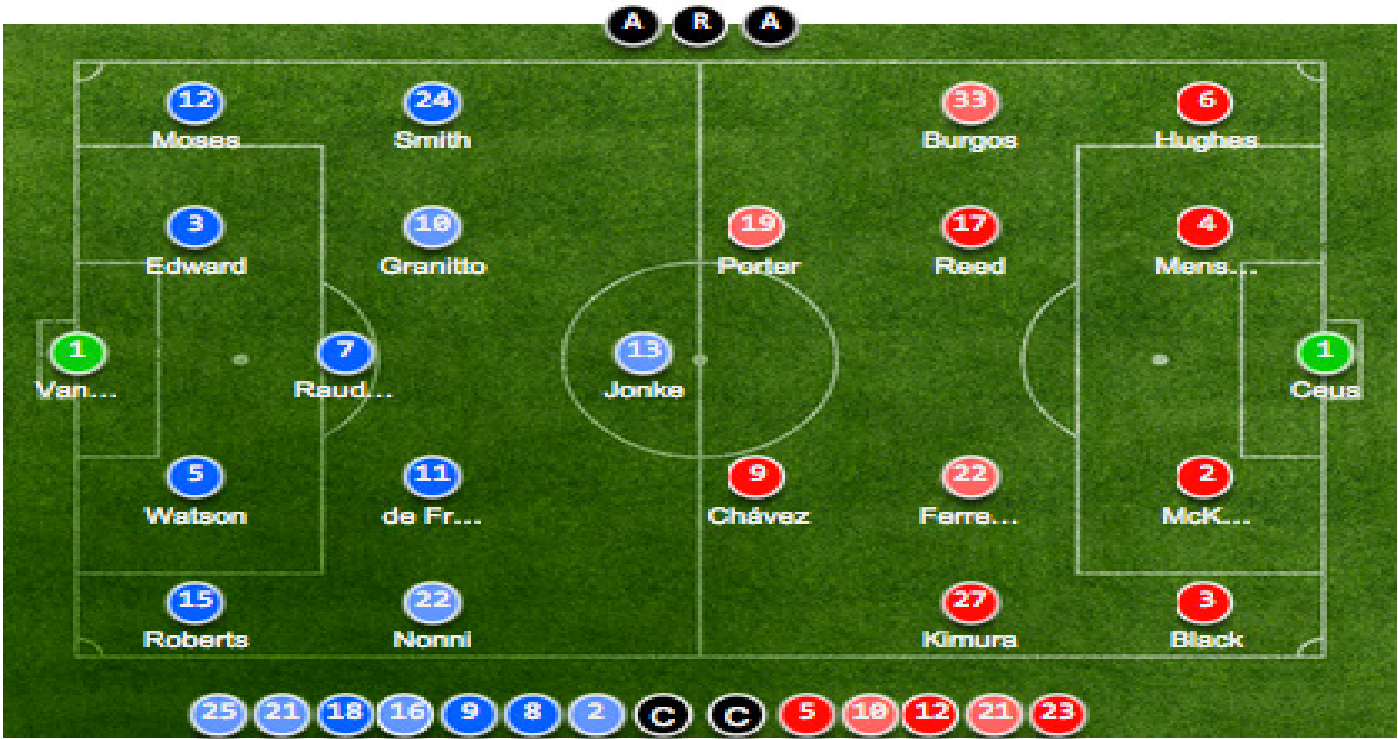 A R A
12 24 33 6
Moses Smith Burgos Hughes
3 10 19 17 4
Edward Granitto Porter Reed Mens...
1 7 13 1
Van... Raud... Jonke Ceus
5 11 9 22 2
Watson de Fr... Chávez Ferre... McK...
15 22 27 3
Roberts Nonni Kimura Black
25 21 18 16 9 8 2 C C 5 10 12 21 23